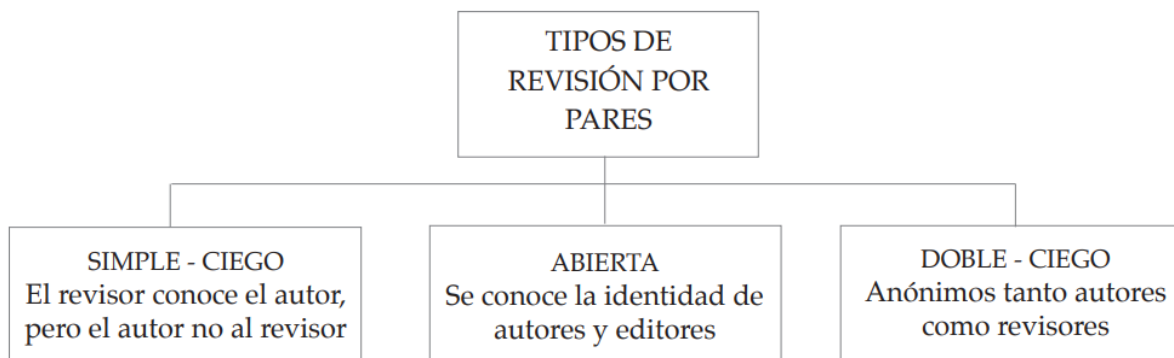 TIPOS DE
REVISIÓN POR
PARES
SIMPLE - CIEGO
El revisor conoce el autor,
pero el autor no al revisor
ABIERTA
Se conoce la identidad de
autores y editores
DOBLE - CIEGO
Anónimos tanto autores
como revisores